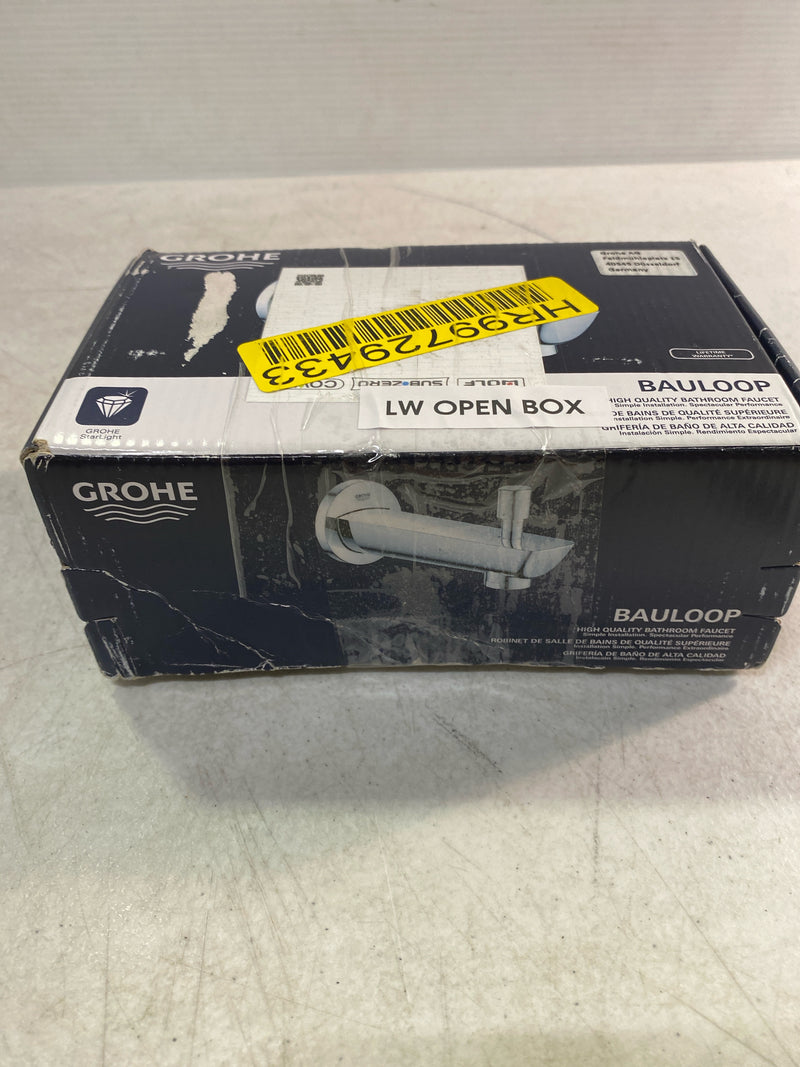 GROHE
Grohe AG
Feldmühleplatz 15
40545 Düsseldorf
Germany
HR99729433
LIFETIME
WARRANTY*
WOLF
SUB-ZERO
LW OPEN BOX
GROHE
StarLight
BAULOOP
HIGH QUALITY BATHROOM FAUCET
Simple Installation. Spectacular Performance
DE BAINS DE QUALITÉ SUPÉRIEURE
Installation Simple. Performance Extraordinaire
GRIFERÍA DE BAÑO DE ALTA CALIDAD
Instalación Simple. Rendimiento Espectacular
GROHE
BAULOOP
HIGH QUALITY BATHROOM FAUCET
Simple Installation. Spectacular Performance
ROBINET DE SALLE DE BAINS DE QUALITÉ SUPÉRIEURE
Installation Simple. Performance Extraordinaire
GRIFERÍA DE BAÑO DE ALTA CALIDAD
Instalación Simple. Rendimiento Espectacular